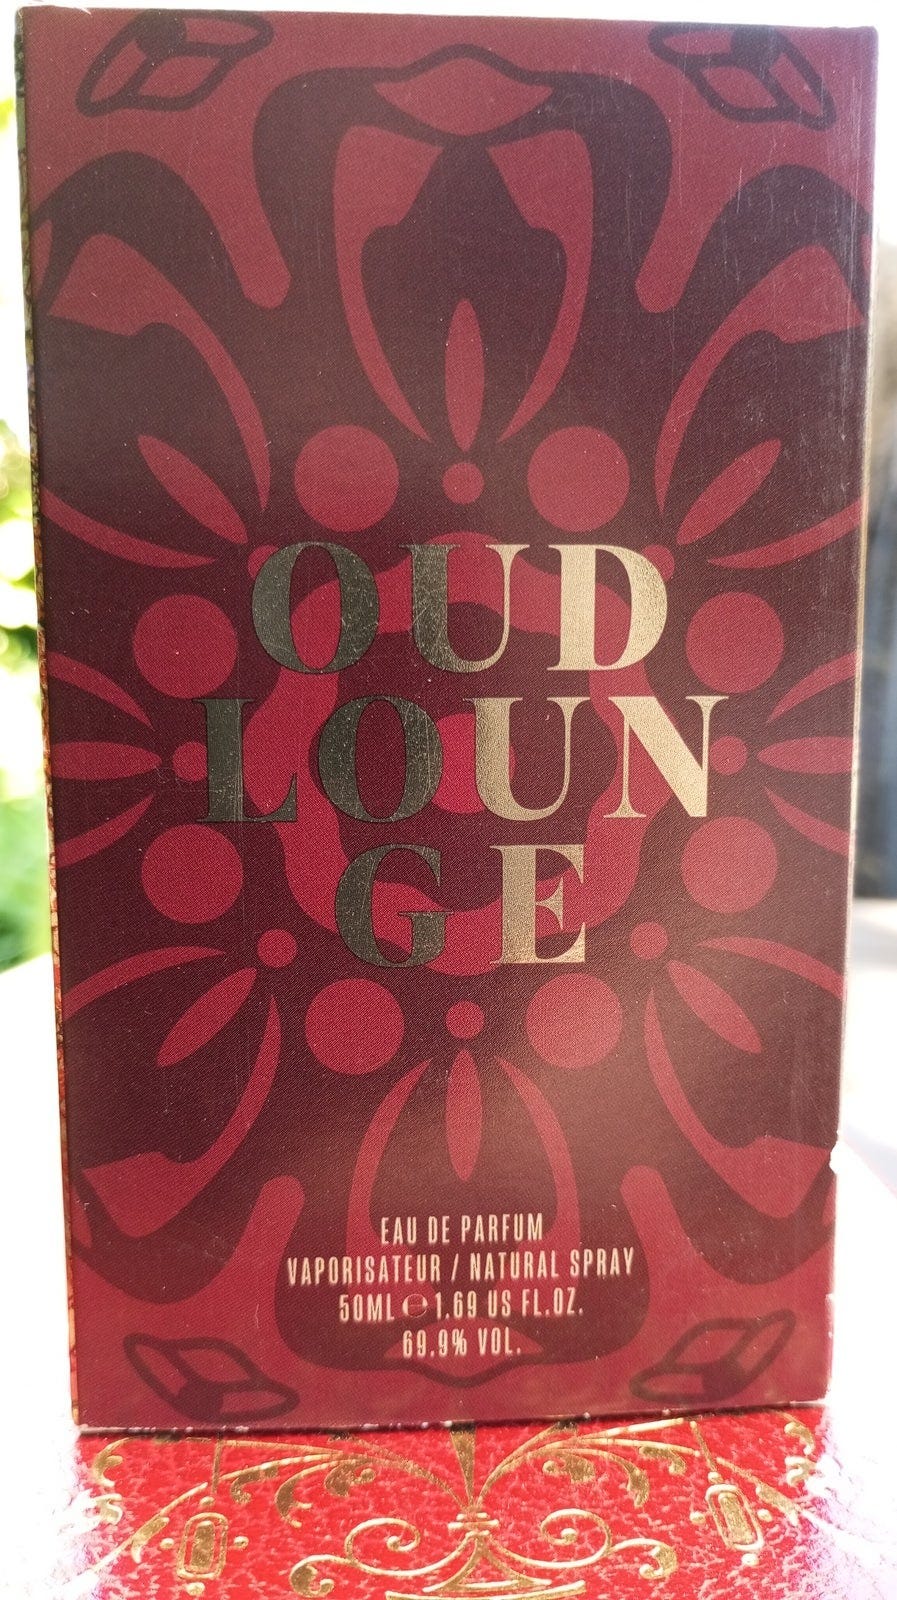 OUD
LOUN
GE
EAU DE PARFUM
VAPORISATEUR / NATURAL SPRAY
50ML ℮ 1.69 US FL.OZ.
69.9% VOL.